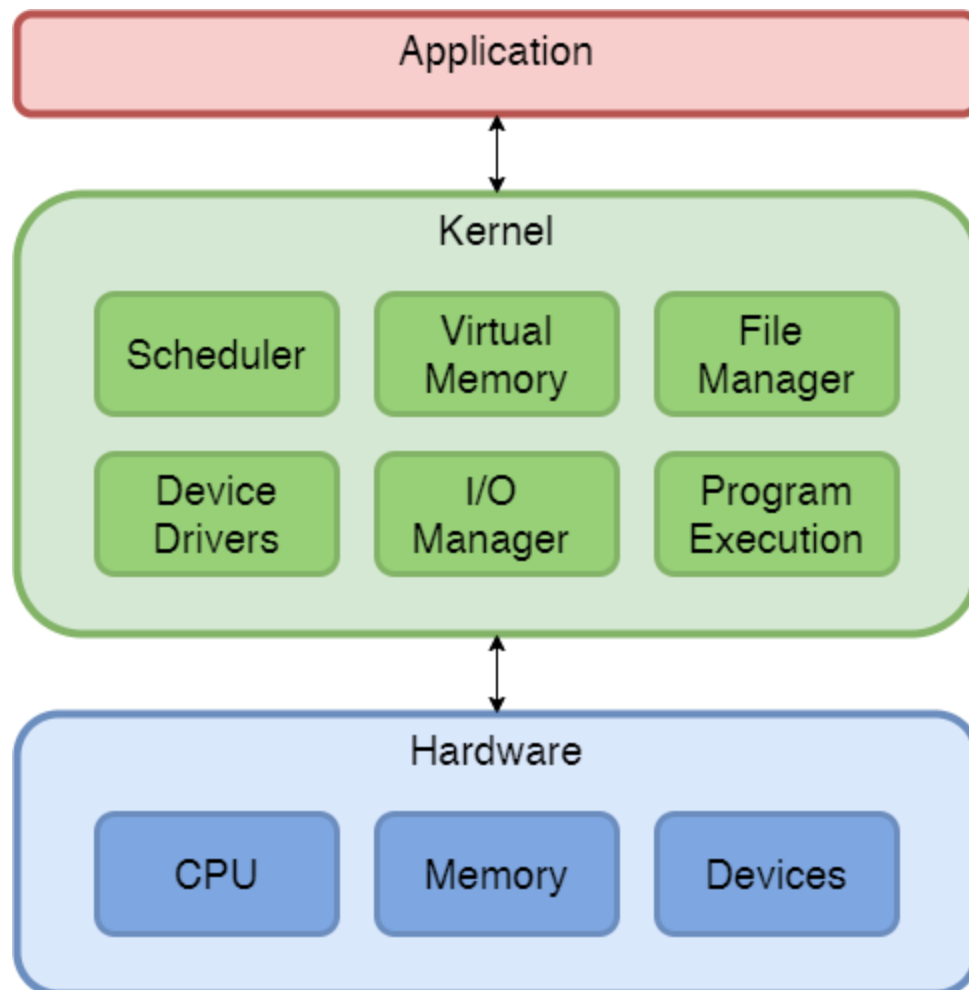 Application
Kernel
Scheduler
Virtual
Memory
File
Manager
Device
Drivers
I/O
Manager
Program
Execution
Hardware
CPU
Memory
Devices